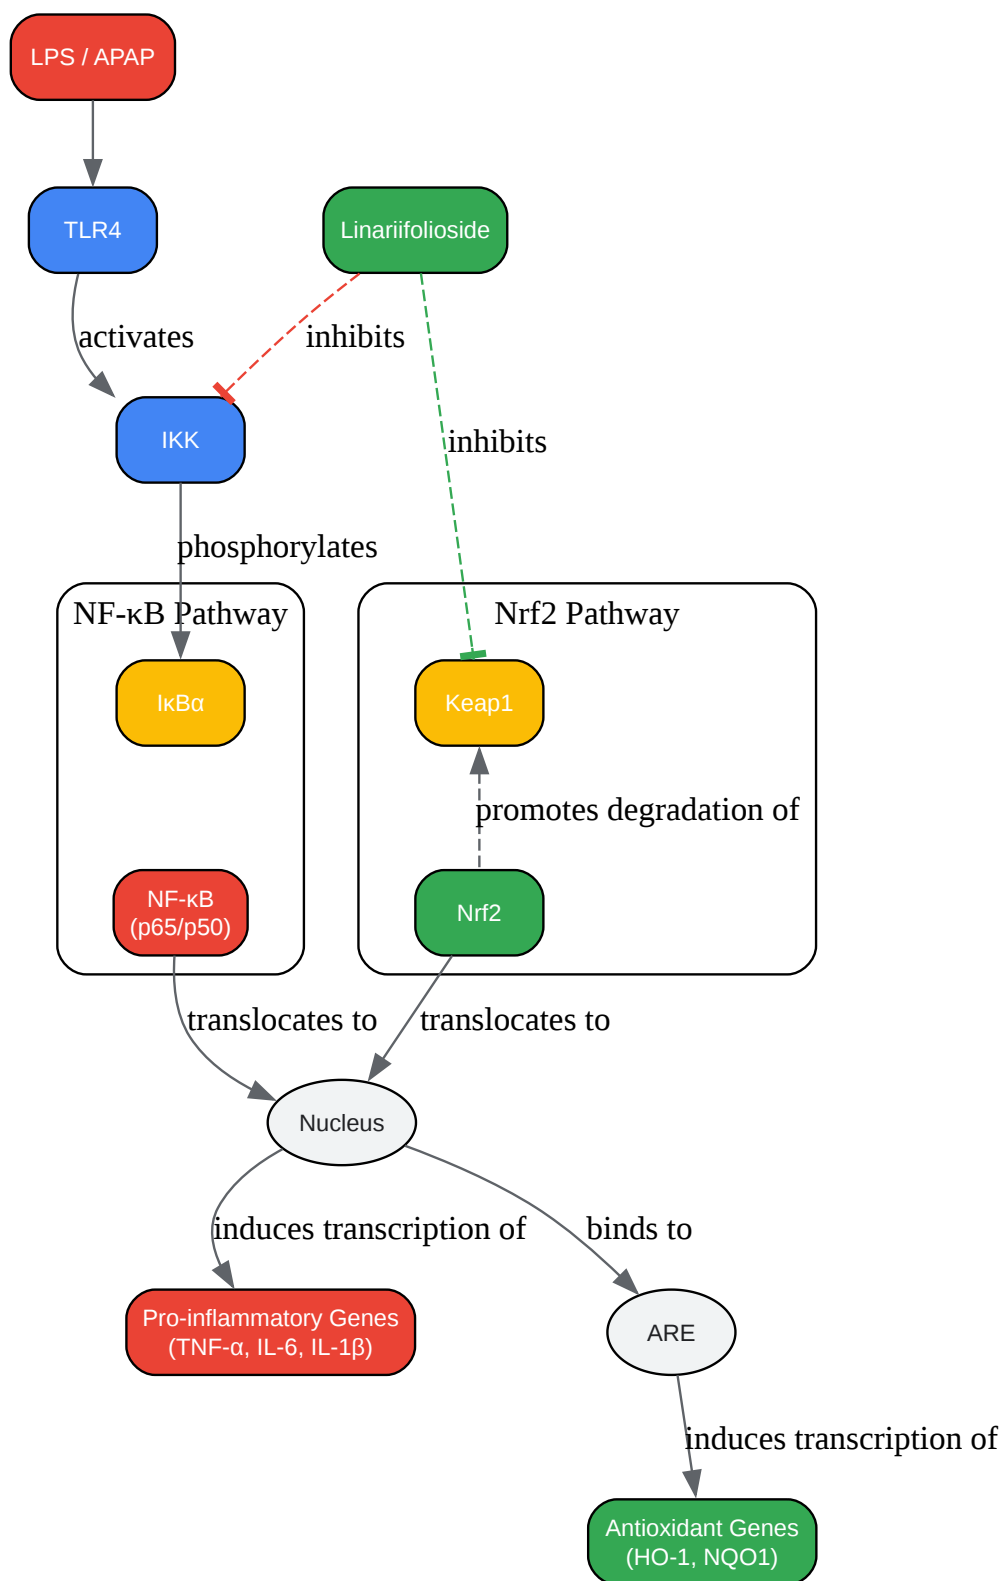 LPS / APAP
TLR4
Linariifolioside
activates
inhibits
IKK
inhibits
phosphorylates
NF-κB Pathway
Nrf2 Pathway
IκBα
Keap1
promotes degradation of
NF-κB
(p65/p50)
Nrf2
translocates to
translocates to
Nucleus
induces transcription of
binds to
Pro-inflammatory Genes
(TNF-α, IL-6, IL-1β)
ARE
induces transcription of
Antioxidant Genes
(HO-1, NQO1)